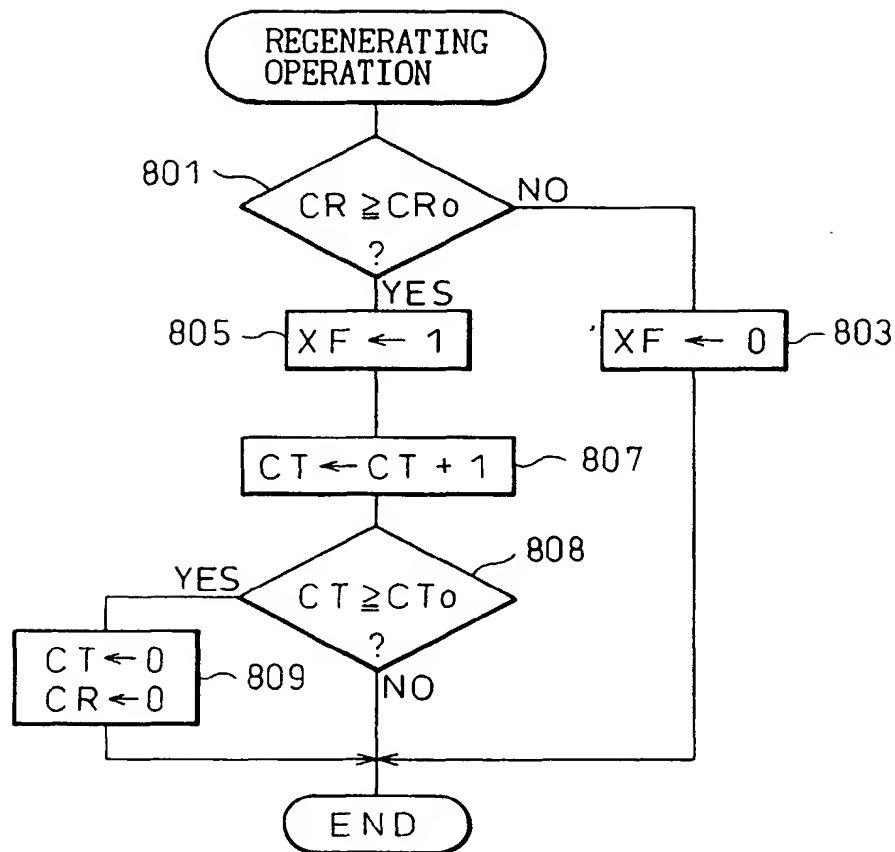 REGENERATING
OPERATION
801
CR ≧ CRo
?
NO
YES
805
XF ← 1
XF ← 0
803
CT ← CT + 1
807
808
YES
CT ≧ CTo
?
NO
CT ← 0
CR ← 0
809
END